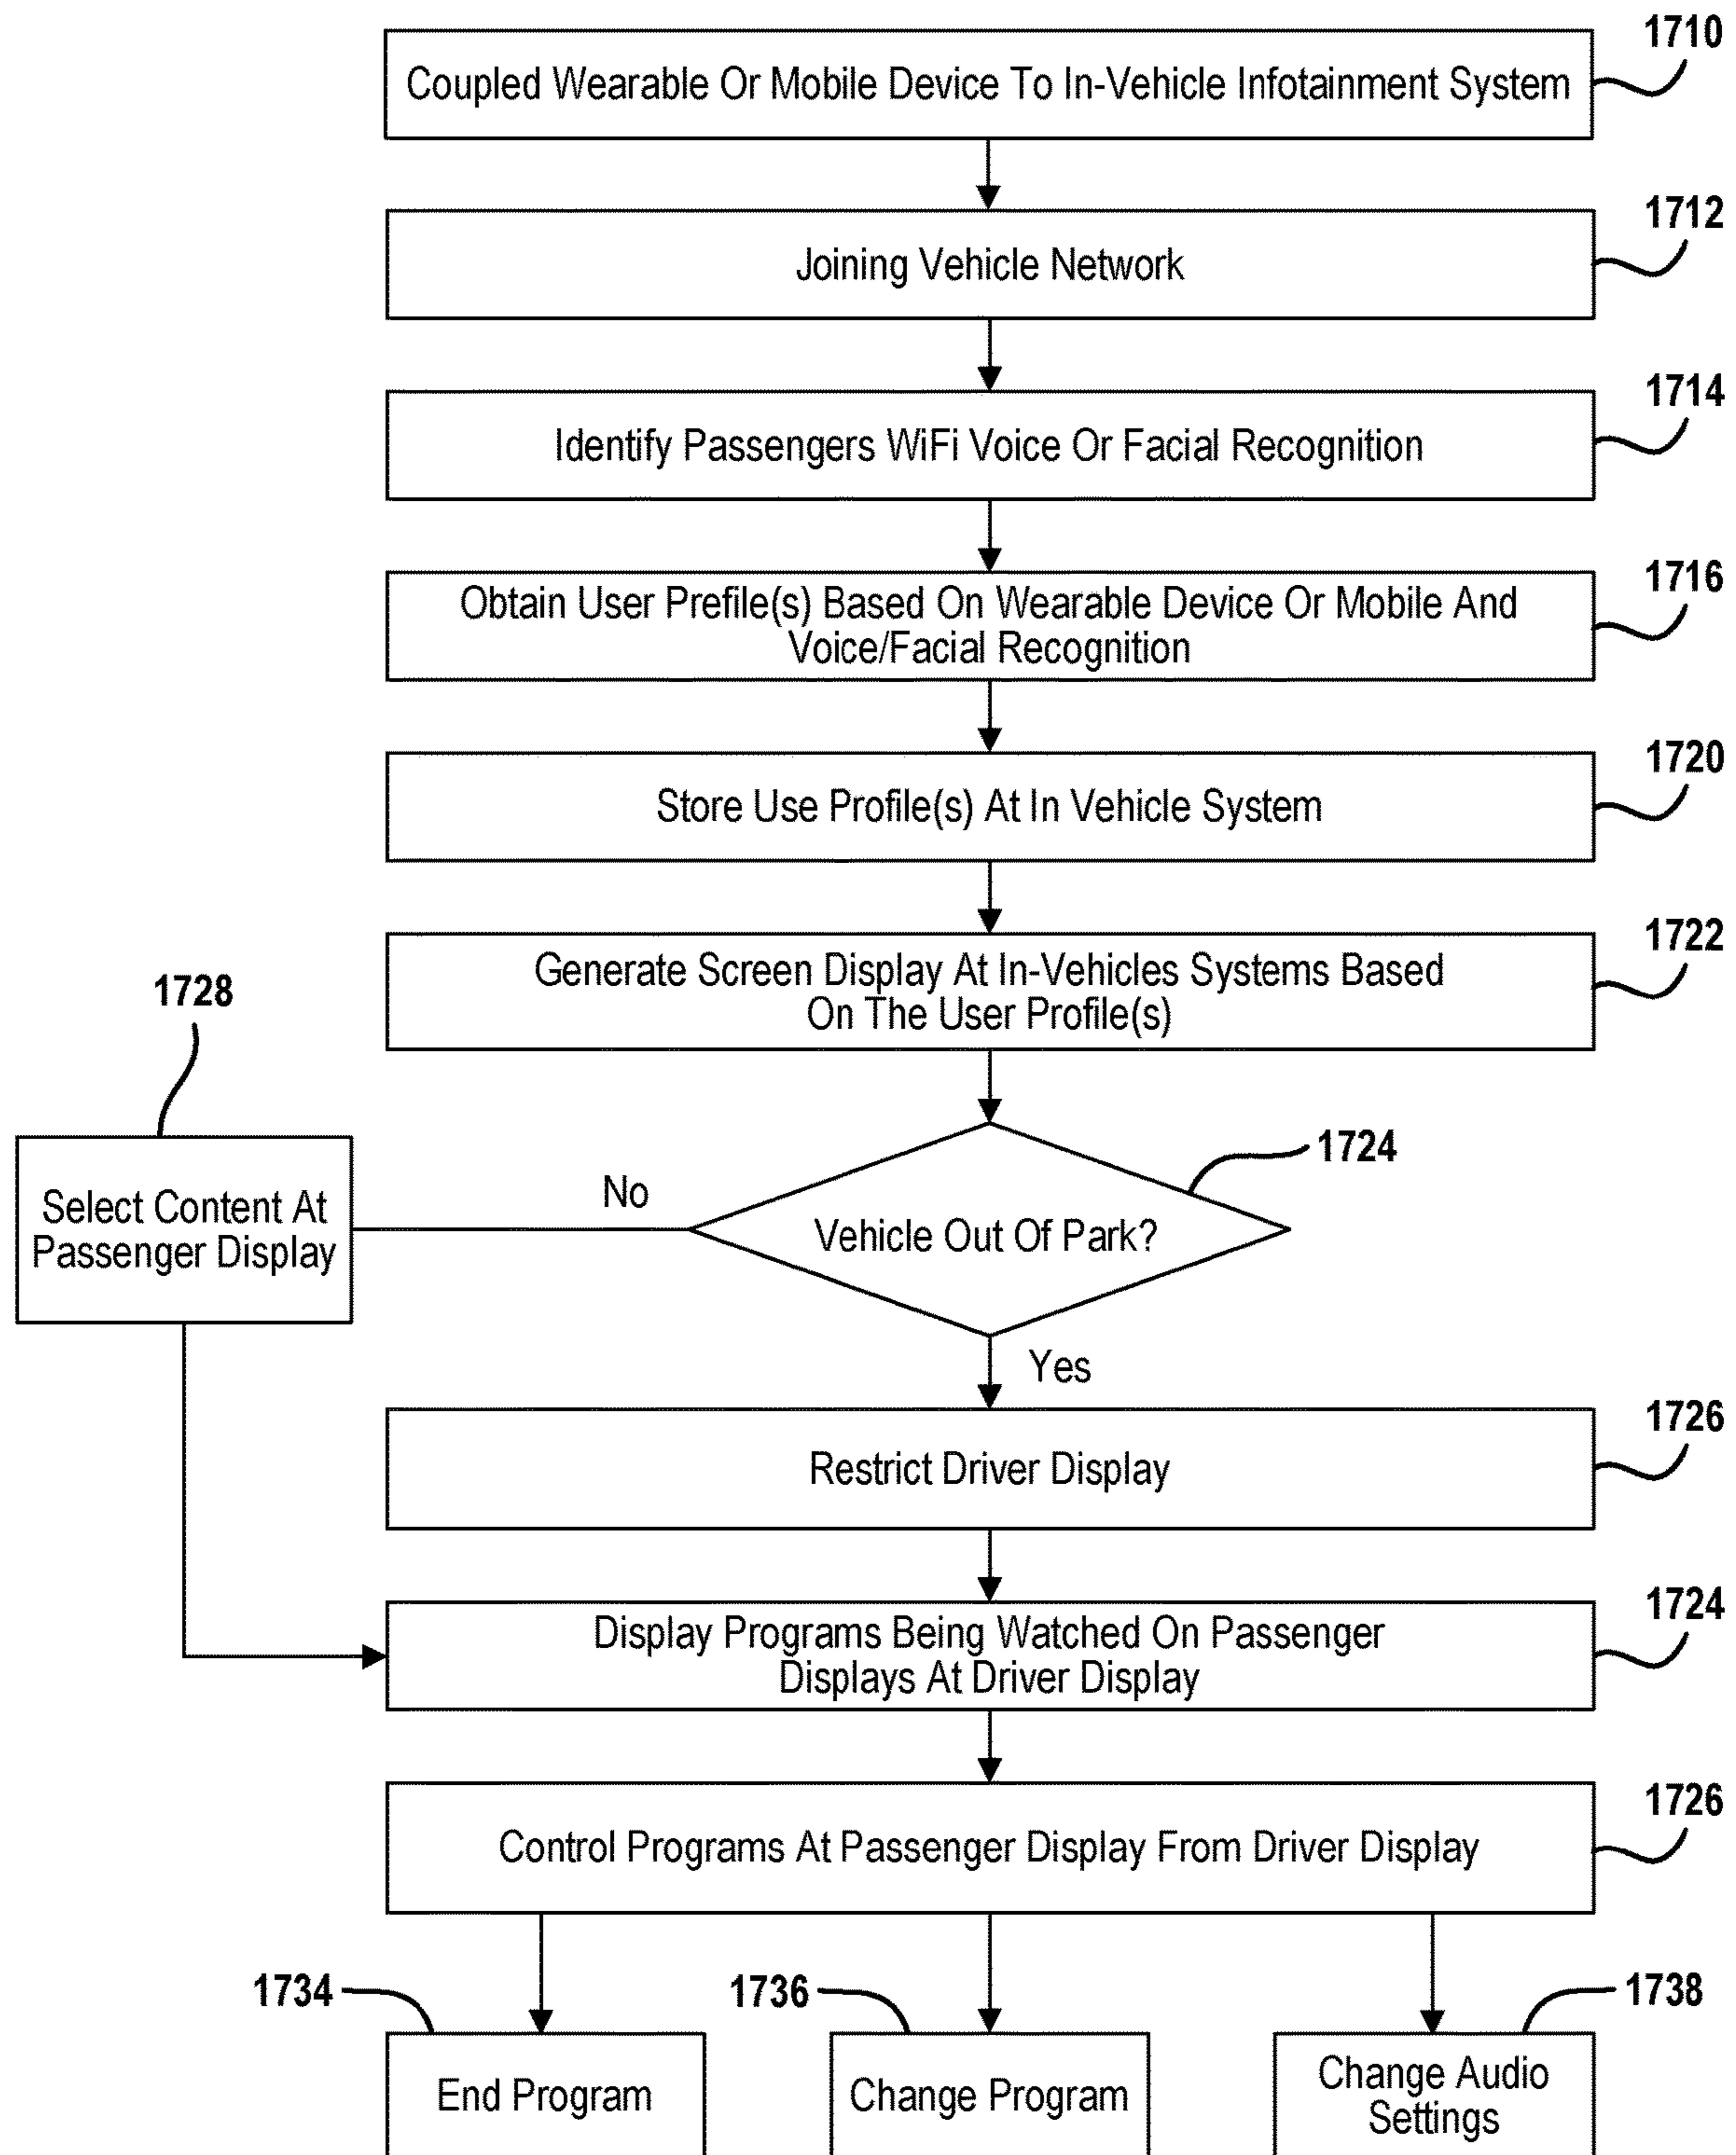 1710
Coupled Wearable Or Mobile Device To In-Vehicle Infotainment System
1712
Joining Vehicle Network
1714
Identify Passengers WiFi Voice Or Facial Recognition
1716
Obtain User Prefile(s) Based On Wearable Device Or Mobile And
Voice/Facial Recognition
1720
Store Use Profile(s) At In Vehicle System
1722
Generate Screen Display At In-Vehicles Systems Based
On The User Profile(s)
1728
Select Content At
Passenger Display
No
1724
Vehicle Out Of Park?
Yes
1726
Restrict Driver Display
1724
Display Programs Being Watched On Passenger
Displays At Driver Display
1726
Control Programs At Passenger Display From Driver Display
1734
End Program
1736
Change Program
1738
Change Audio
Settings